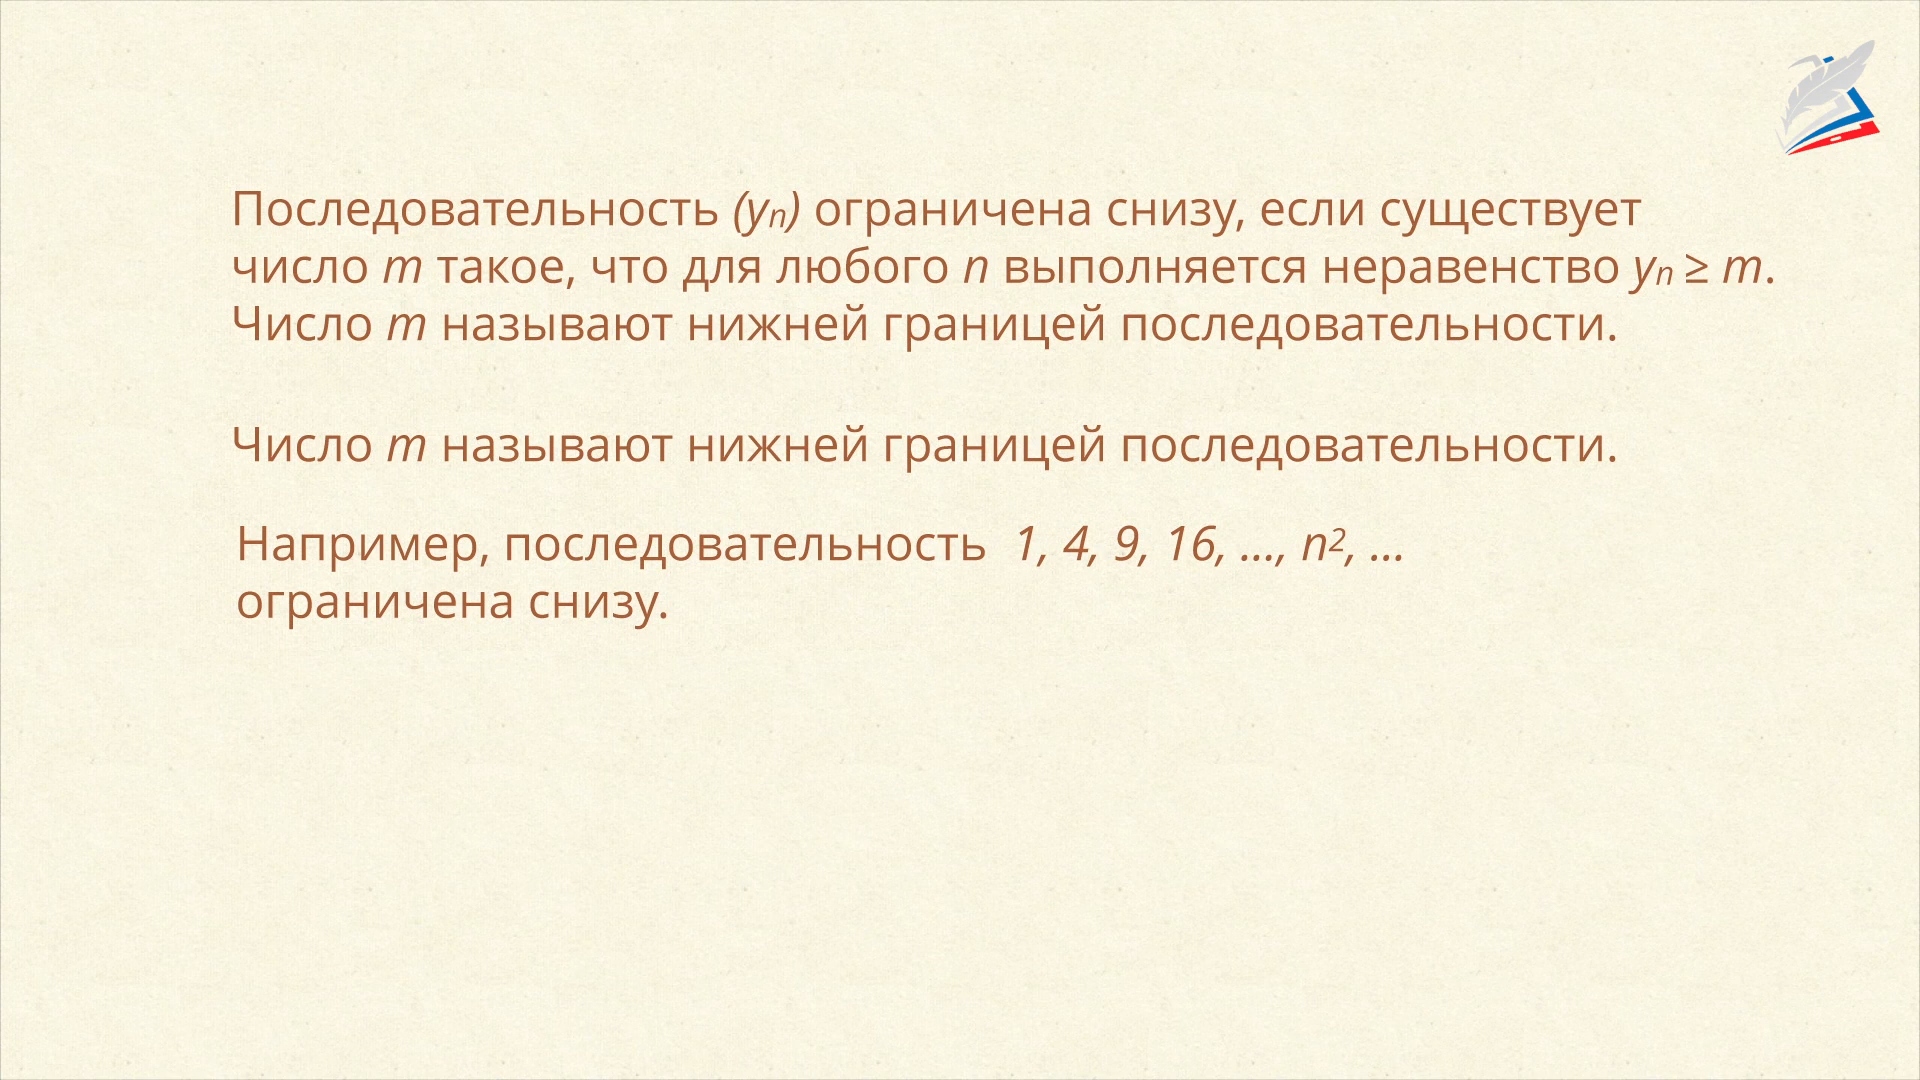 Последовательность (yₙ) ограничена снизу, если существует
число m такое, что для любого n выполняется неравенство yₙ ≥ m.
Число m называют нижней границей последовательности.
Число m называют нижней границей последовательности.
Например, последовательность 1, 4, 9, 16, ..., n², ...
ограничена снизу.